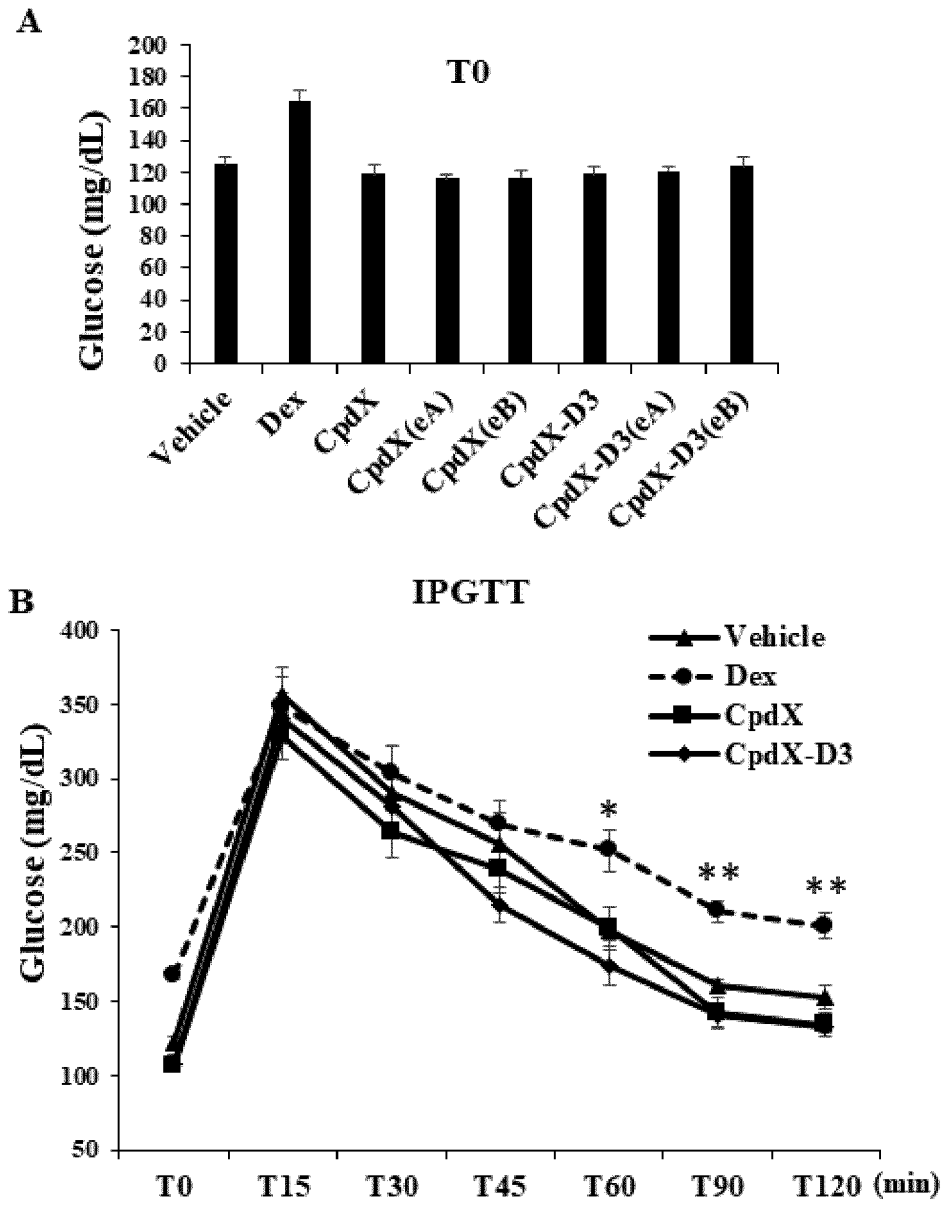 A
T0
Glucose (mg/dL)
200
180
160
140
120
100
80
60
40
20
0
Vehicle
Dex
CpdX
CpdX(eA)
CpdX(eB)
CpdX-D3
CpdX-D3(eA)
CpdX-D3(eB)
B
IPGTT
Glucose (mg/dL)
400
350
300
250
200
150
100
50
Vehicle
Dex
CpdX
CpdX-D3
*
**
**
T0 T15 T30 T45 T60 T90 T120 (min)